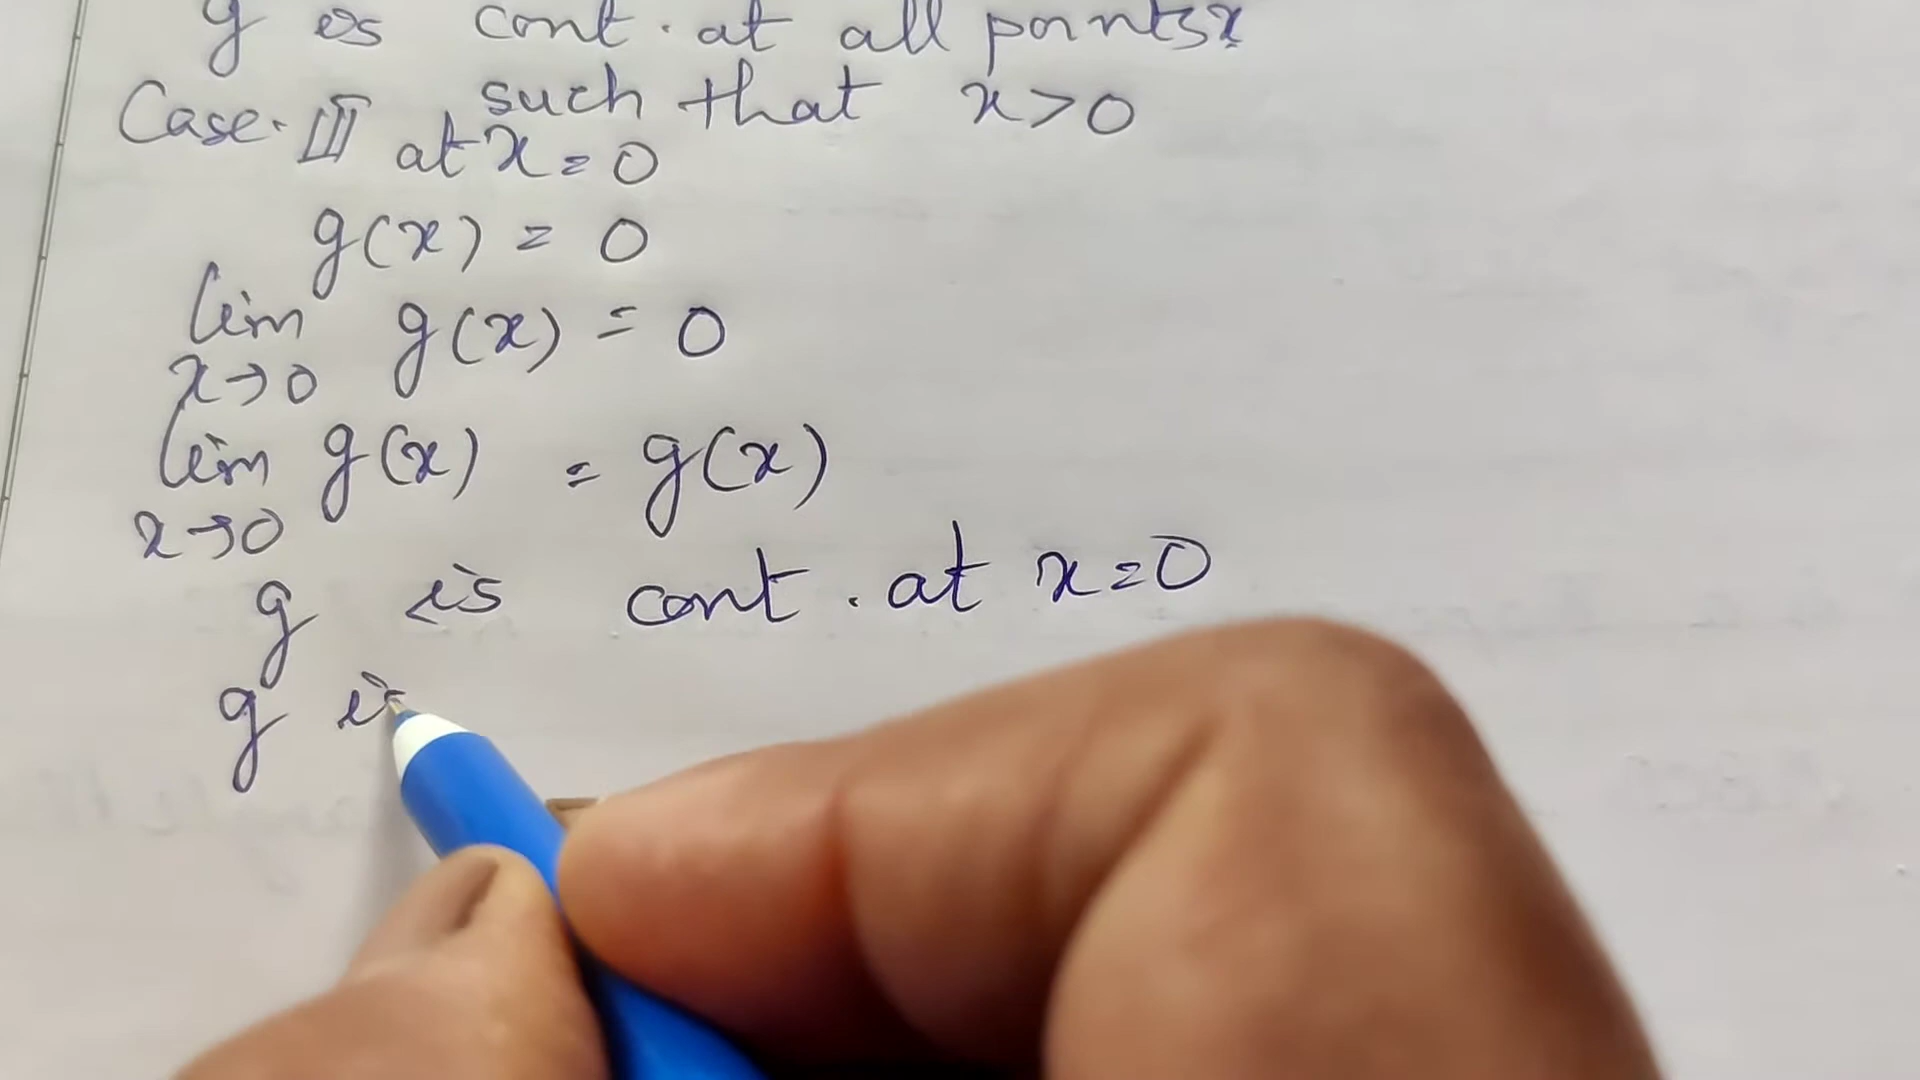 g is cont. at all points x
such that x>0
Case-III at x=0
g(x) = 0
lim g(x) = 0
x→0
lim g(x) = g(x)
x→0
g is cont. at x=0
g is